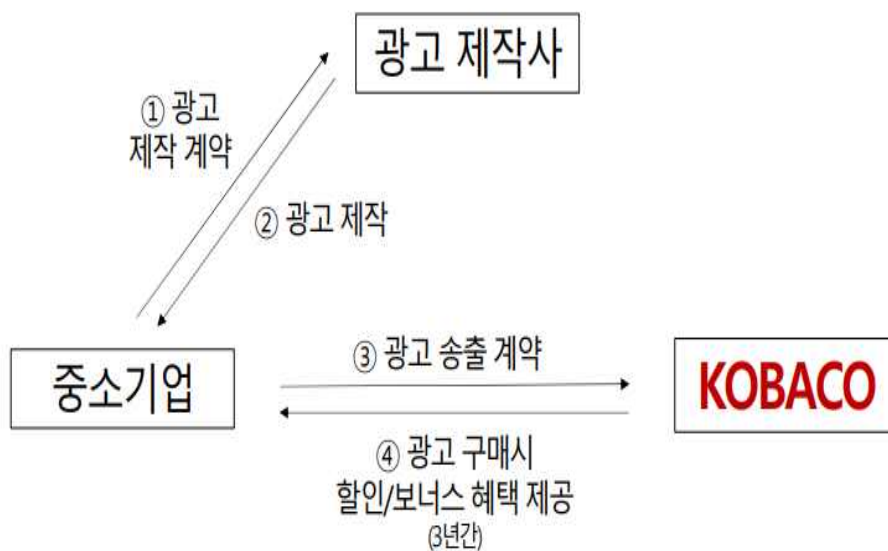 광고 제작사
① 광고
제작 계약
② 광고 제작
③ 광고 송출 계약
중소기업
KOBACO
④ 광고 구매시
할인/보너스 혜택 제공
(3년간)